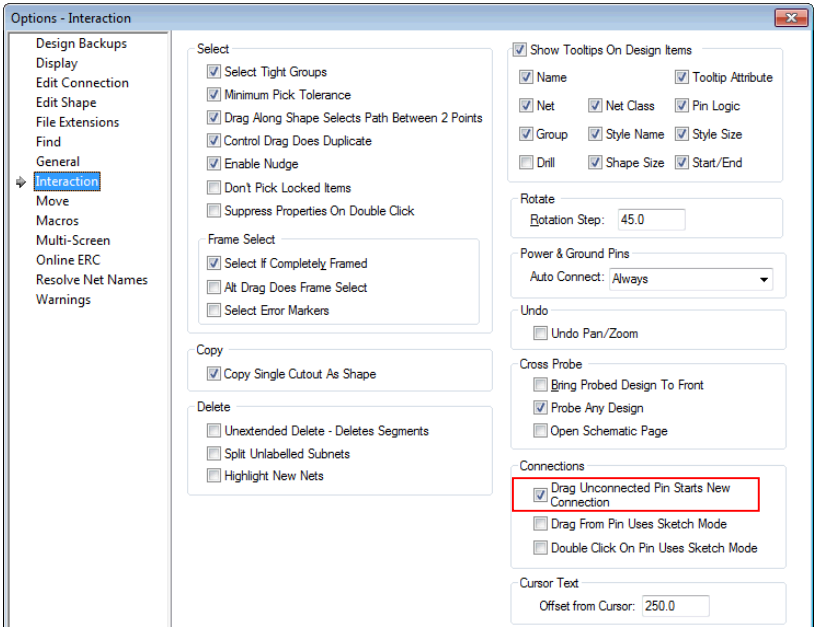 Options - Interaction
Design Backups
Display
Edit Connection
Edit Shape
File Extensions
Find
General
Interaction
Move
Macros
Multi-Screen
Online ERC
Resolve Net Names
Warnings
Select
Select Tight Groups
Minimum Pick Tolerance
Drag Along Shape Selects Path Between 2 Points
Control Drag Does Duplicate
Enable Nudge
Don't Pick Locked Items
Suppress Properties On Double Click
Frame Select
Select If Completely Framed
Alt Drag Does Frame Select
Select Error Markers
Copy
Copy Single Cutout As Shape
Delete
Unextended Delete - Deletes Segments
Split Unlabelled Subnets
Highlight New Nets
Show Tooltips On Design Items
Name Tooltip Attribute
Net Net Class Pin Logic
Group Style Name Style Size
Drill Shape Size Start/End
Rotate
Rotation Step: 45.0
Power & Ground Pins
Auto Connect: Always
Undo
Undo Pan/Zoom
Cross Probe
Bring Probed Design To Front
Probe Any Design
Open Schematic Page
Connections
Drag Unconnected Pin Starts New
Connection
Drag From Pin Uses Sketch Mode
Double Click On Pin Uses Sketch Mode
Cursor Text
Offset from Cursor: 250.0